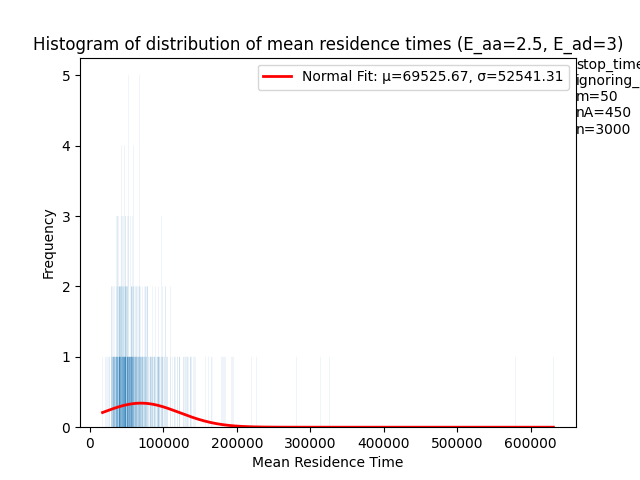 Histogram of distribution of mean residence times (E_aa=2.5, E_ad=3)
stop_time
ignoring_
m=50
nA=450
n=3000
Normal Fit: μ=69525.67, σ=52541.31
Frequency
5
4
3
2
1
0
0 100000 200000 300000 400000 500000 600000
Mean Residence Time